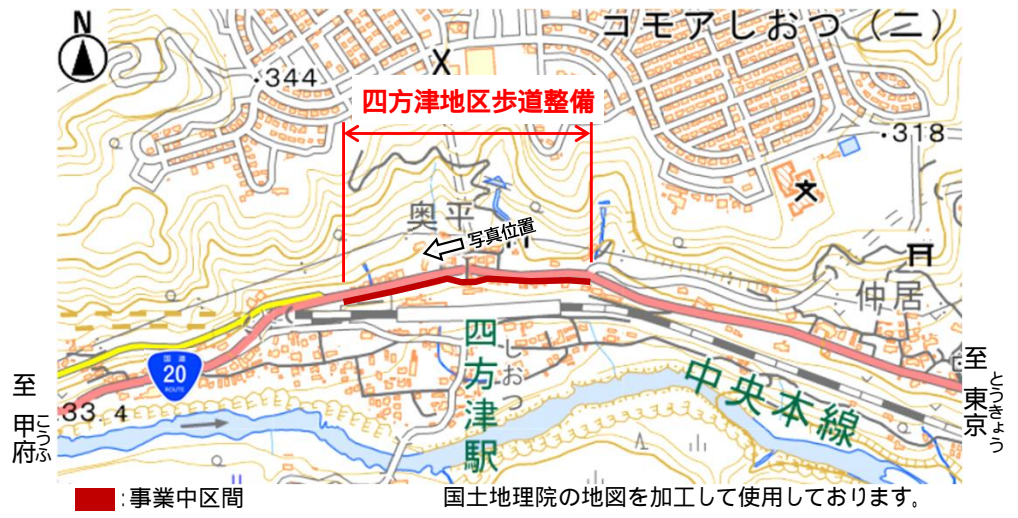 N
コモアしおつ（二）
・344
四方津地区歩道整備
・318
文
奥平
写真位置
仲居
国道
20
ROUTE
四方津駅
しおつ
中央本線
至 甲府
こうふ
33.4
至 東京
とうきょう
:事業中区間
国土地理院の地図を加工して使用しております。